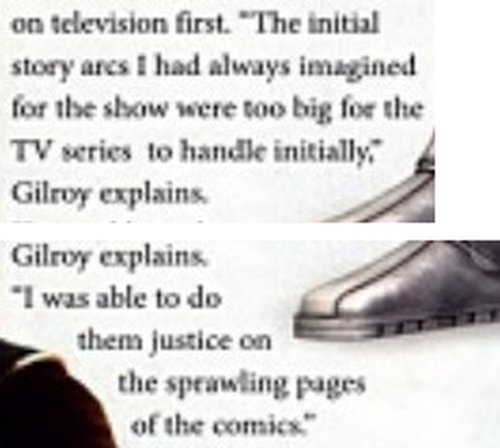 on television first. "The initial
story arcs I had always imagined
for the show were too big for the
TV series to handle initially,"
Gilroy explains.
Gilroy explains.
"I was able to do
them justice on
the sprawling pages
of the comics."